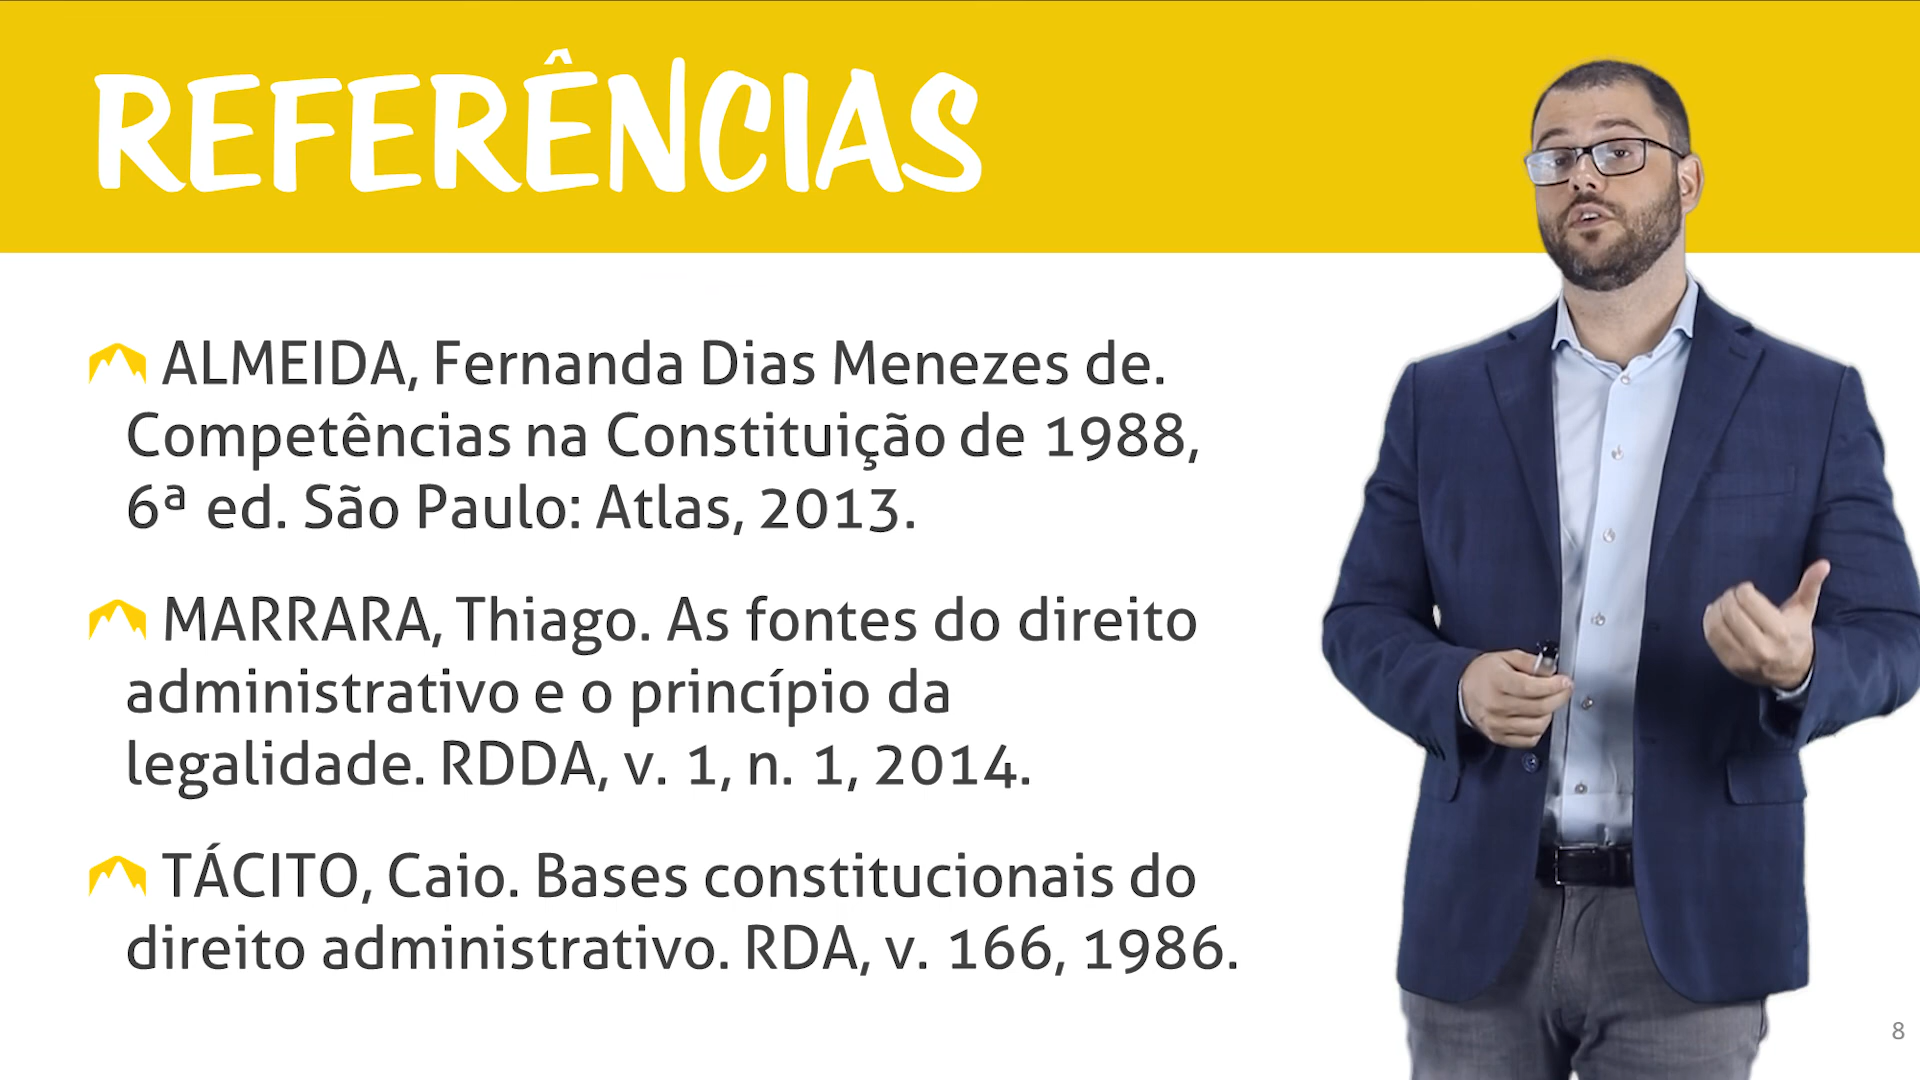 REFERÊNCIAS
ALMEIDA, Fernanda Dias Menezes de.
Competências na Constituição de 1988,
6ª ed. São Paulo: Atlas, 2013.
MARRARA, Thiago. As fontes do direito
administrativo e o princípio da
legalidade. RDDA, v. 1, n. 1, 2014.
TÁCITO, Caio. Bases constitucionais do
direito administrativo. RDA, v. 166, 1986.
8